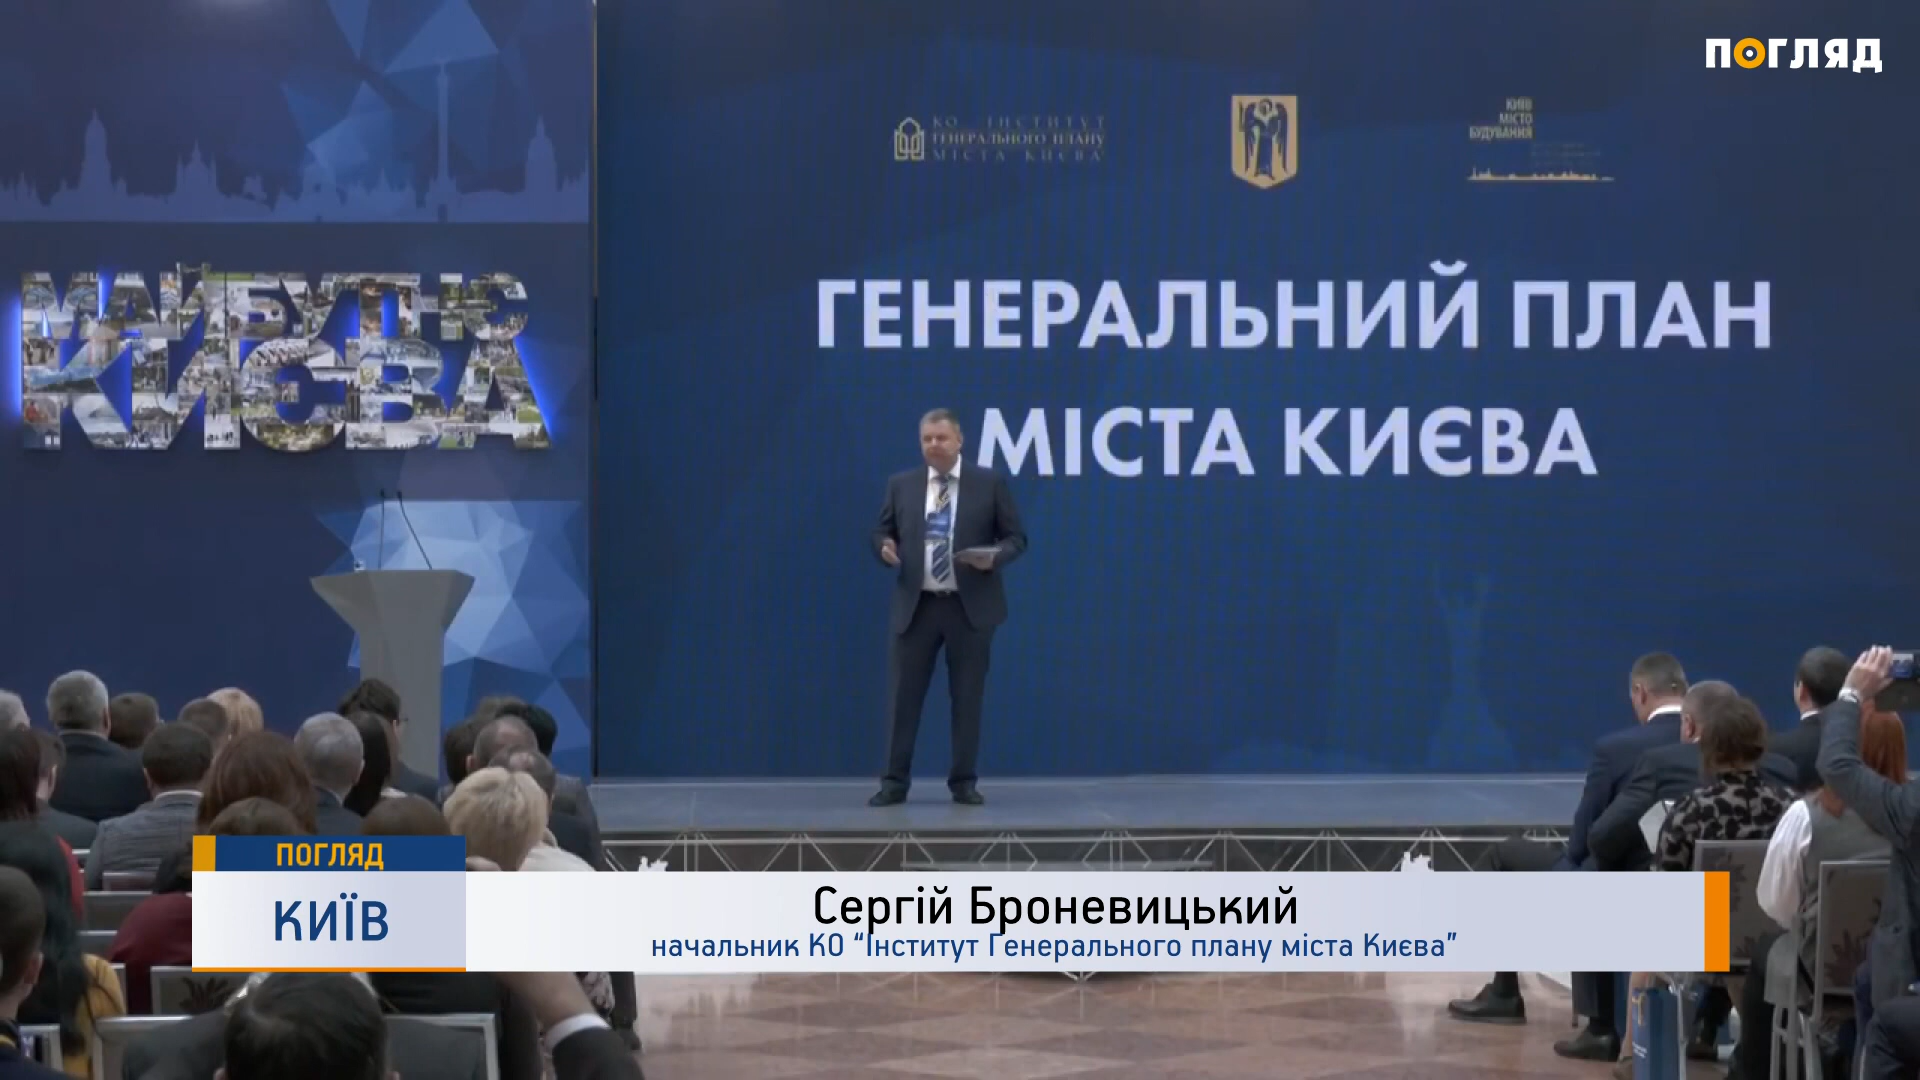 ПОГЛЯД
КО ІНСТИТУТ
ГЕНЕРАЛЬНОГО ПЛАНУ
МІСТА КИЄВА
КИЇВ
МІСТО
БУДУВАННЯ
МАЙБУТНЄ
КИЄВА
ГЕНЕРАЛЬНИЙ ПЛАН
МІСТА КИЄВА
ПОГЛЯД
КИЇВ
Сергій Броневицький
начальник КО “Інститут Генерального плану міста Києва”